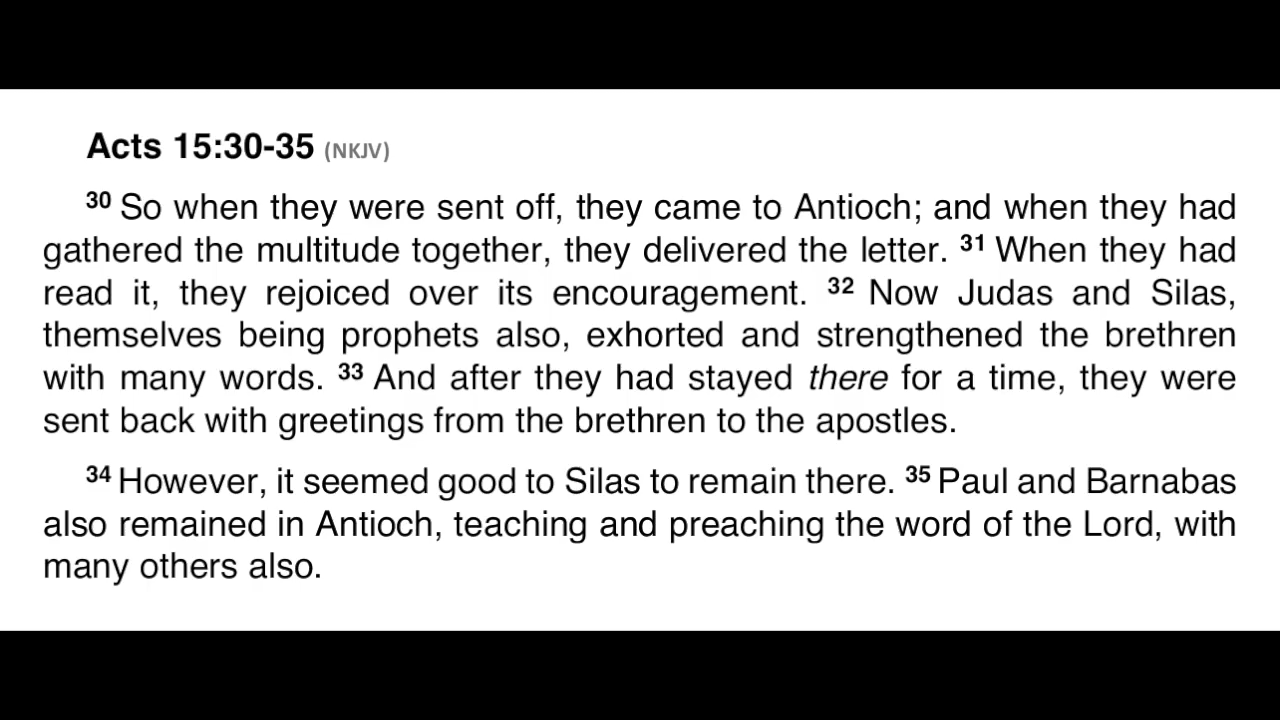 Acts 15:30-35 (NKJV)
30 So when they were sent off, they came to Antioch; and when they had
gathered the multitude together, they delivered the letter. 31 When they had
read it, they rejoiced over its encouragement. 32 Now Judas and Silas,
themselves being prophets also, exhorted and strengthened the brethren
with many words. 33 And after they had stayed there for a time, they were
sent back with greetings from the brethren to the apostles.
34 However, it seemed good to Silas to remain there. 35 Paul and Barnabas
also remained in Antioch, teaching and preaching the word of the Lord, with
many others also.